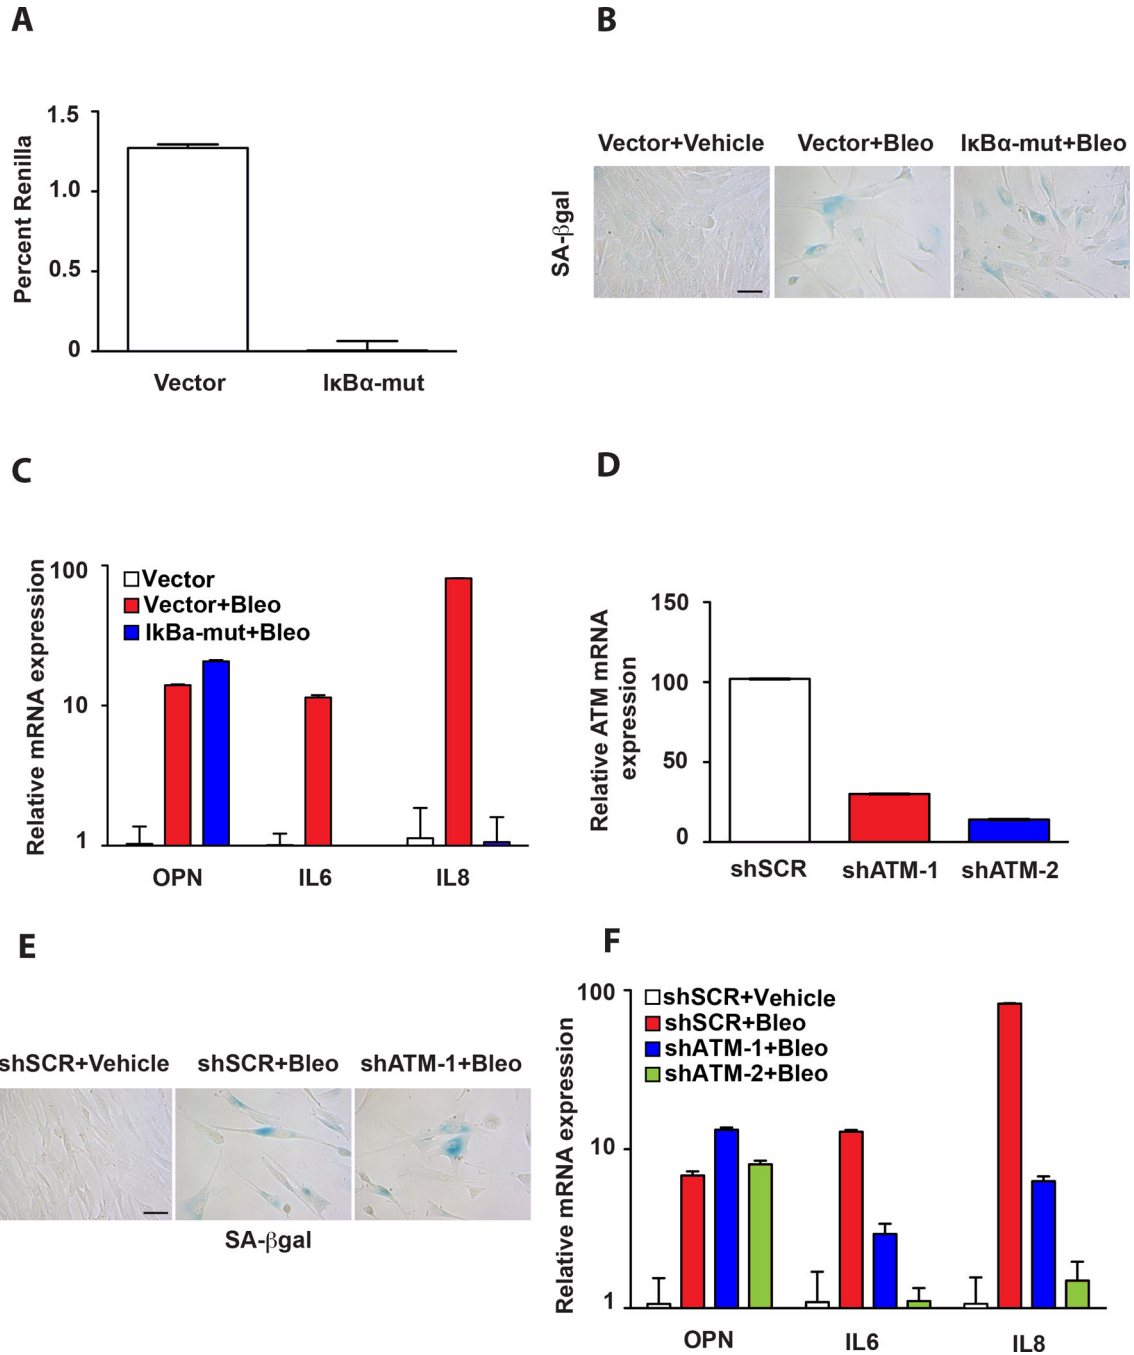 A
1.5
1.0
0.5
0
Percent Renilla
Vector
IκBα-mut
B
Vector+Vehicle
Vector+Bleo
IκBα-mut+Bleo
SA-βgal
C
100
10
1
Relative mRNA expression
Vector
Vector+Bleo
IkBa-mut+Bleo
OPN
IL6
IL8
D
150
100
50
0
Relative ATM mRNA
expression
shSCR
shATM-1
shATM-2
E
shSCR+Vehicle
shSCR+Bleo
shATM-1+Bleo
SA-βgal
F
100
10
1
Relative mRNA expression
shSCR+Vehicle
shSCR+Bleo
shATM-1+Bleo
shATM-2+Bleo
OPN
IL6
IL8